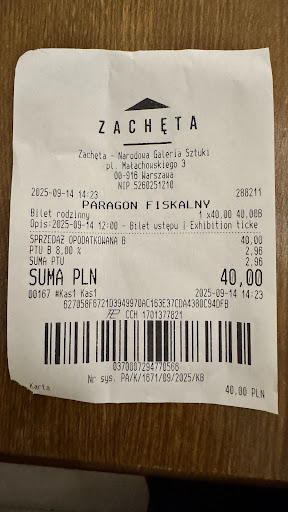 ZACHĘTA
Zachęta - Narodowa Galeria Sztuki
pl. Małachowskiego 3
00-916 Warszawa
NIP 5260251210
2025-09-14 14:23 288211
PARAGON FISKALNY
Bilet rodzinny 1 x40,00 40,00B
Opis:2025-09-14 12:00 - Bilet wstępu | Exhibition ticke
SPRZEDAŻ OPODATKOWANA B 40,00
PTU B 8,00 % 2,96
SUMA PTU 2,96
SUMA PLN 40,00
00167 #Kas1 Kas1 2025-09-14 14:23
627058F6721D3949970AC163E37CDA4380C94DFB
CCH 1701377821
0370007294770566
Nr sys. PA/K/1671/09/2025/KB
Karta 40,00 PLN